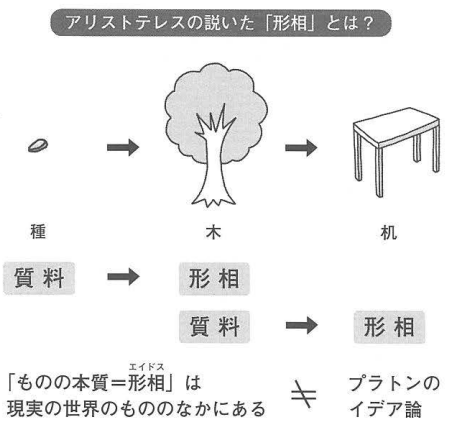 アリストテレスの説いた「形相」とは？
種
木
机
質料
形相
質料
形相
「ものの本質＝形相」は
エイドス
現実の世界のもののなかにある
≠
プラトンの
イデア論